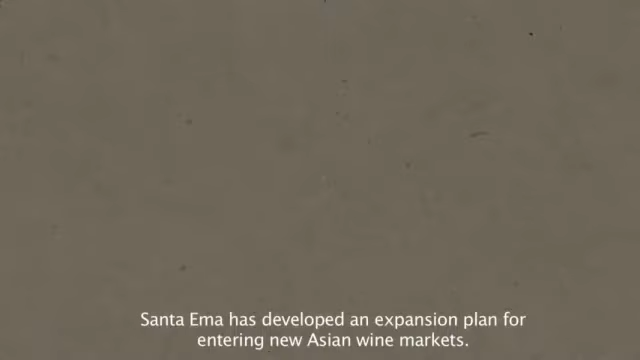 Santa Ema has developed an expansion plan for
entering new Asian wine markets.